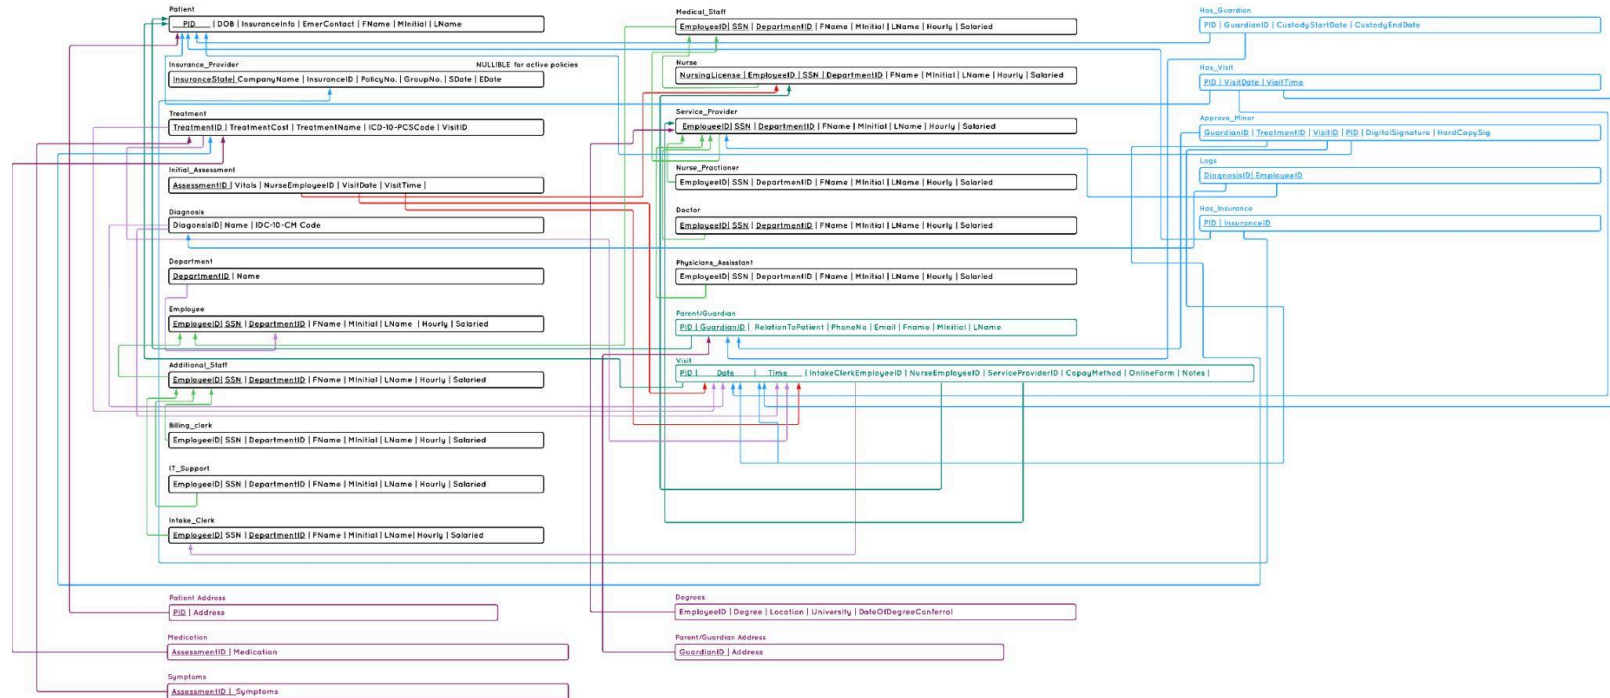 Patient
PID | DOB | InsuranceInfo | EmerContact | FName | MInitial | LName
Insurance_Provider
NULLIBLE for active policies
InsuranceState| CompanyName | InsuranceID | PolicyNo. | GroupNo. | SDate | EDate
Treatment
TreatmentID | TreatmentCost | TreatmentName | ICD-10-PCSCode | VisitID
Initial_Assessment
AssessmentID | Vitals | NurseEmployeeID | VisitDate | VisitTime |
Diagnosis
DiagonsisID| Name | IDC-10-CM Code
Department
DepartmentID | Name
Employee
EmployeeID| SSN | DepartmentID | FName | MInitial | LName | Hourly | Salaried
Additional_Staff
EmployeeID| SSN | DepartmentID | FName | MInitial | LName | Hourly | Salaried
Billing_clerk
EmployeeID| SSN | DepartmentID | FName | MInitial | LName | Hourly | Salaried
IT_Support
EmployeeID| SSN | DepartmentID | FName | MInitial | LName | Hourly | Salaried
Intake_Clerk
EmployeeID| SSN | DepartmentID | FName | MInitial | LName| Hourly | Salaried
Patient Address
PID | Address
Medication
AssessmentID | Medication
Symptoms
AssessmentID | Symptoms
Medical_Staff
EmployeeID| SSN | DepartmentID | FName | MInitial | LName | Hourly | Salaried
Nurse
NursingLicense | EmployeeID | SSN | DepartmentID | FName | MInitial | LName | Hourly | Salaried
Service_Provider
EmployeeID| SSN | DepartmentID | FName | MInitial | LName | Hourly | Salaried
Nurse_Practioner
EmployeeID| SSN | DepartmentID | FName | MInitial | LName | Hourly | Salaried
Doctor
EmployeeID| SSN | DepartmentID | FName | MInitial | LName | Hourly | Salaried
Physicians_Assisstant
EmployeeID| SSN | DepartmentID | FName | MInitial | LName | Hourly | Salaried
Parent/Guardian
PID | GuardianID | RelationToPatient | PhoneNo | Email | Fname | MInitial | LName
Visit
PID | Date | Time | IntakeClerkEmployeeID | NurseEmployeeID | ServiceProviderID | CopayMethod | OnlineForm | Notes |
Degrees
EmployeeID | Degree | Location | University | DateOfDegreeConferral
Parent/Guardian Address
GuardianID | Address
Has_Guardian
PID | GuardianID | CustodyStartDate | CustodyEndDate
Has_Visit
PID | VisitDate | VisitTime
Approve_Minor
GuardianID | TreatmentID | VisitID | PID | DigitalSignature | HardCopySig
Logs
DiagnosisID| EmployeeID
Has_Insurance
PID | InsuranceID